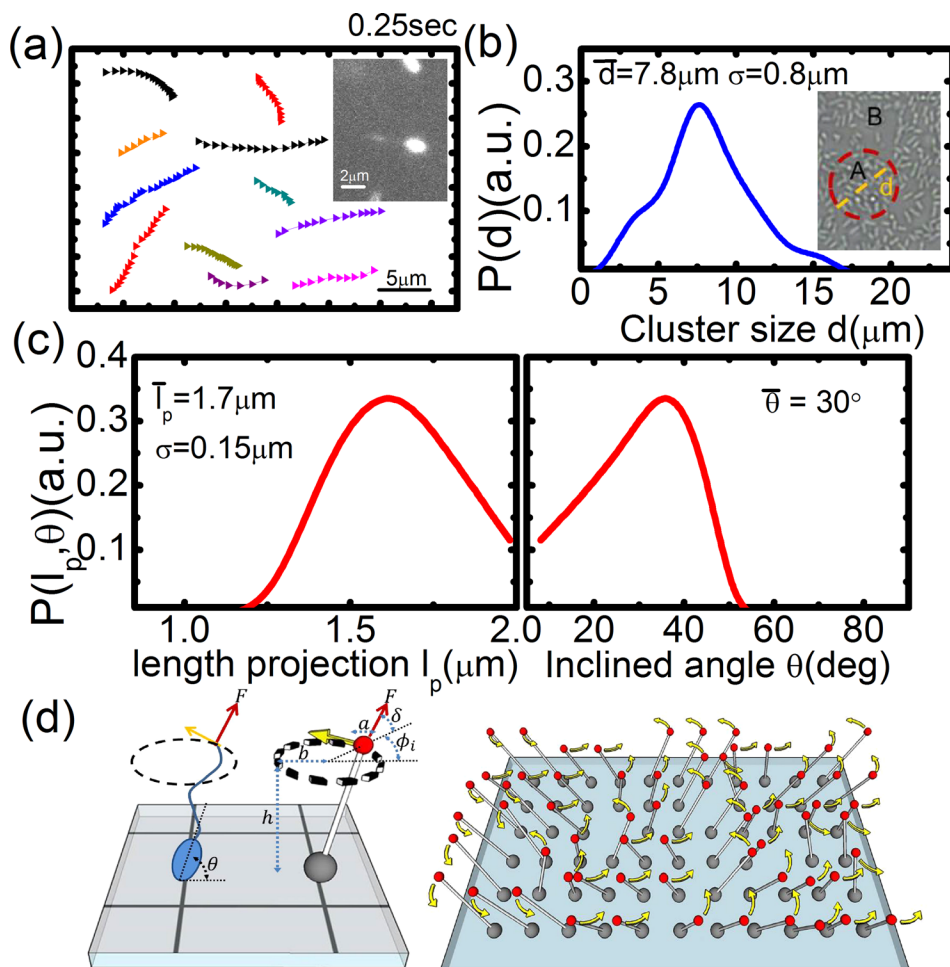 (a)
0.25sec
2μm
5μm
(b)
P(d)(a.u.)
0.3
0.2
0.1
d̅=7.8μm σ=0.8μm
B
A
d
0 5 10 15 20
Cluster size d(μm)
(c)
P(l_p,θ)(a.u.)
0.4
0.3
0.2
0.1
l̅_p=1.7μm
σ=0.15μm
1.0 1.5 2.0
length projection l_p(μm)
θ̅ = 30°
20 40 60 80
Inclined angle θ(deg)
(d)
F
θ
F
a
δ
ϕ_i
b
h